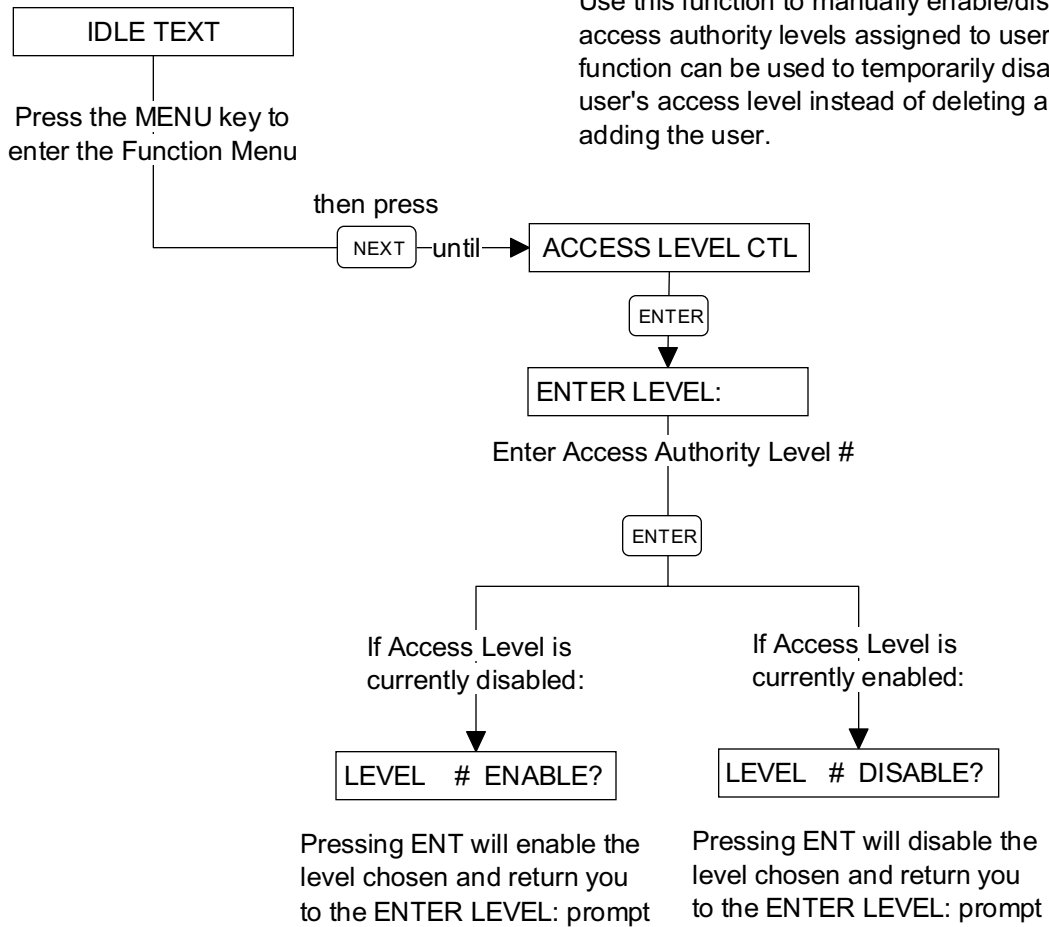 Use this function to manually enable/dis
access authority levels assigned to user
function can be used to temporarily disa
user's access level instead of deleting a
adding the user.
IDLE TEXT
Press the MENU key to
enter the Function Menu
then press
NEXT until ACCESS LEVEL CTL
ENTER
ENTER LEVEL:
Enter Access Authority Level #
ENTER
If Access Level is
currently disabled:
LEVEL # ENABLE?
Pressing ENT will enable the
level chosen and return you
to the ENTER LEVEL: prompt
If Access Level is
currently enabled:
LEVEL # DISABLE?
Pressing ENT will disable the
level chosen and return you
to the ENTER LEVEL: prompt